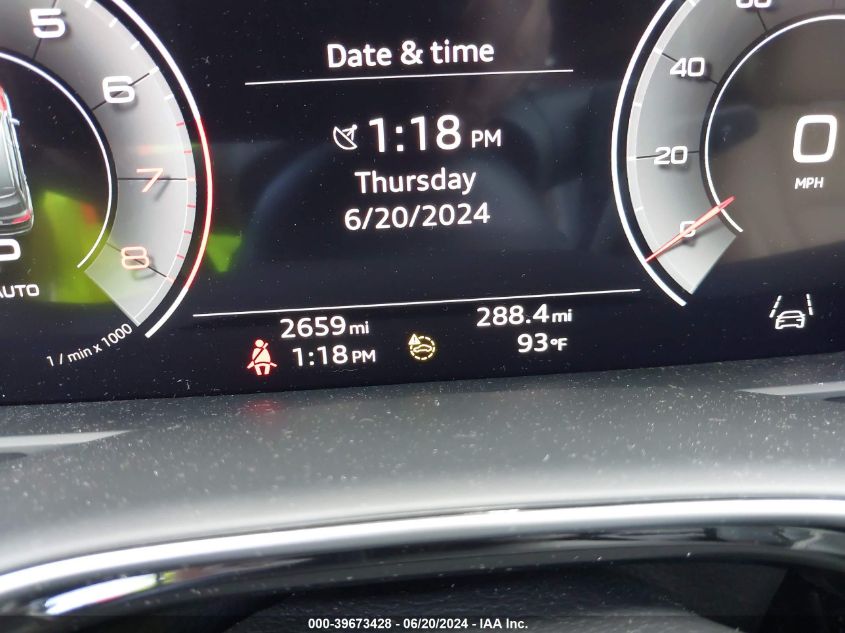 5
6
7
8
AUTO
1 / min x 1000
Date & time
1:18 PM
Thursday
6/20/2024
2659 mi
1:18 PM
288.4 mi
93°F
40
20
0
0
MPH
000-39673428 - 06/20/2024 - IAA Inc.